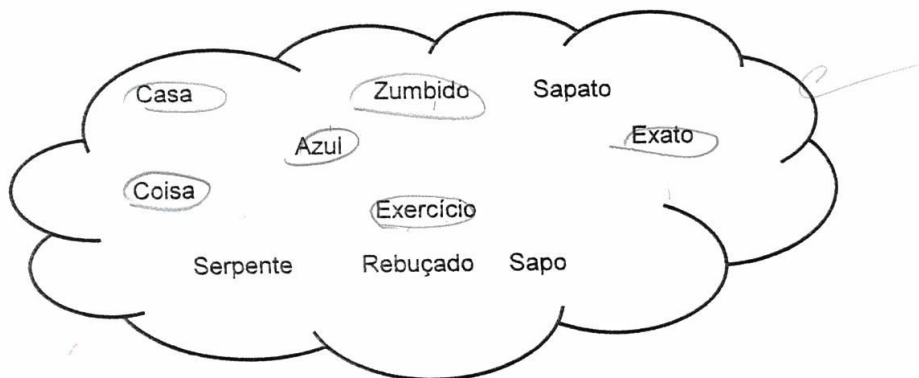 Casa Zumbido Sapato
Azul Exato
Coisa
Exercício
Serpente Rebuçado Sapo